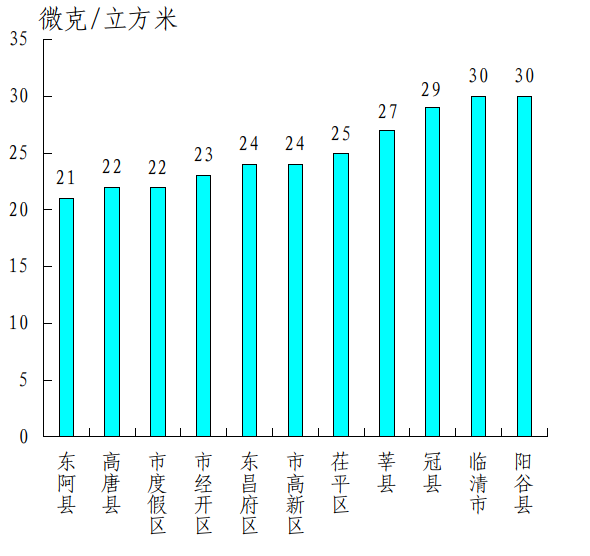 微克/立方米
35
30
25
20
15
10
5
0
21
22
22
23
24
24
25
27
29
30
30
东阿县
高唐县
市度假区
市经开区
东昌府区
市高新区
茌平区
莘县
冠县
临清市
阳谷县